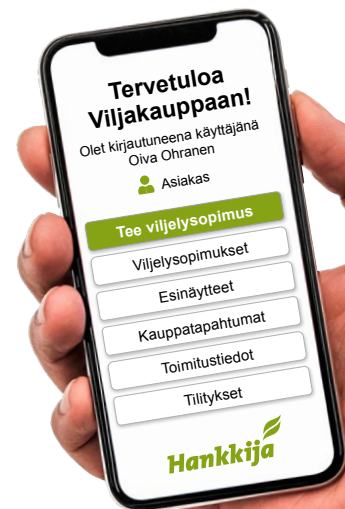 Tervetuloa
Viljakauppaan!
Olet kirjautuneena käyttäjänä
Oiva Ohranen
Asiakas
Tee viljelysopimus
Viljelysopimukset
Esinäytteet
Kauppatapahtumat
Toimitustiedot
Tilitykset
Hankkija